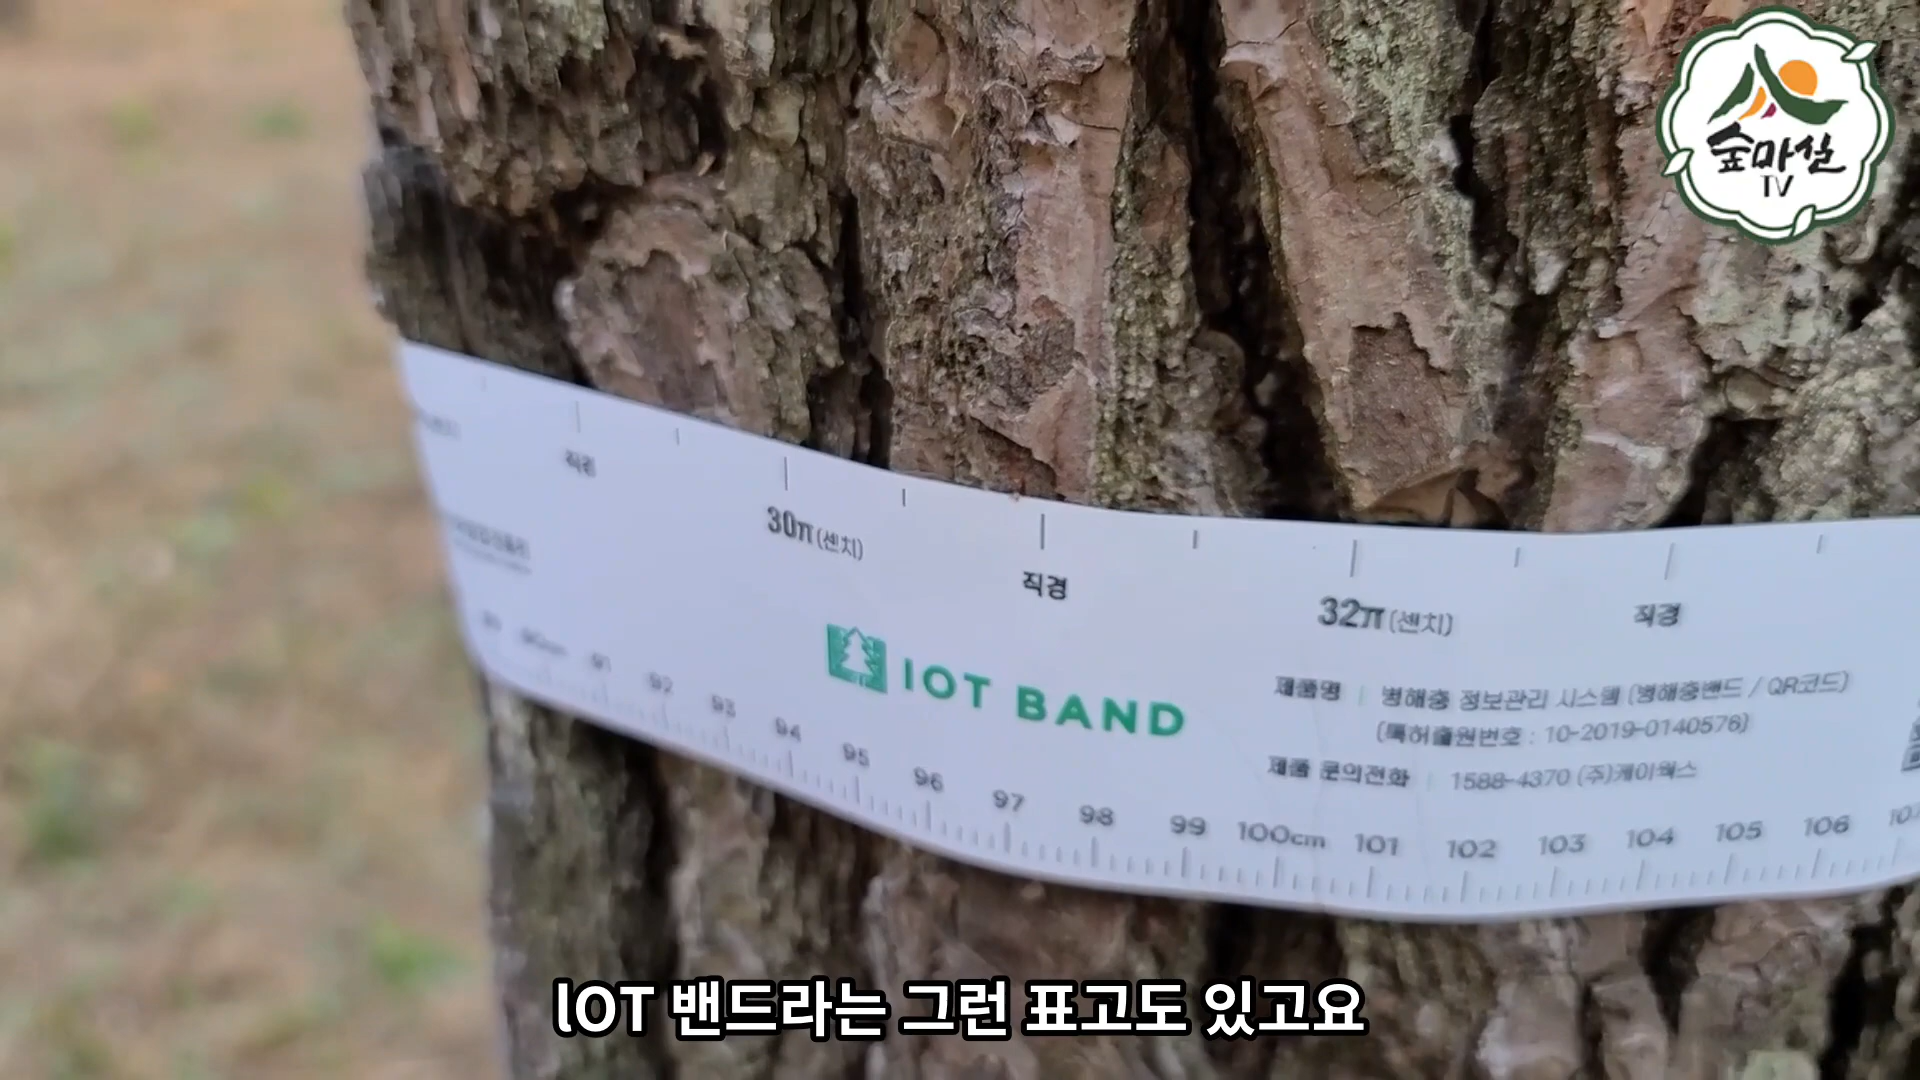 숲마실
TV
직경
30π(센치)
직경
32π(센치)
직경
IOT BAND
제품명 | 병해충 정보관리 시스템 (병해충밴드 / QR코드)
(특허출원번호 : 10-2019-0140576)
제품 문의전화 | 1588-4370 (주)케이웍스
90cm 91 92 93 94 95 96 97 98 99 100cm 101 102 103 104 105 106
IOT 밴드라는 그런 표고도 있고요